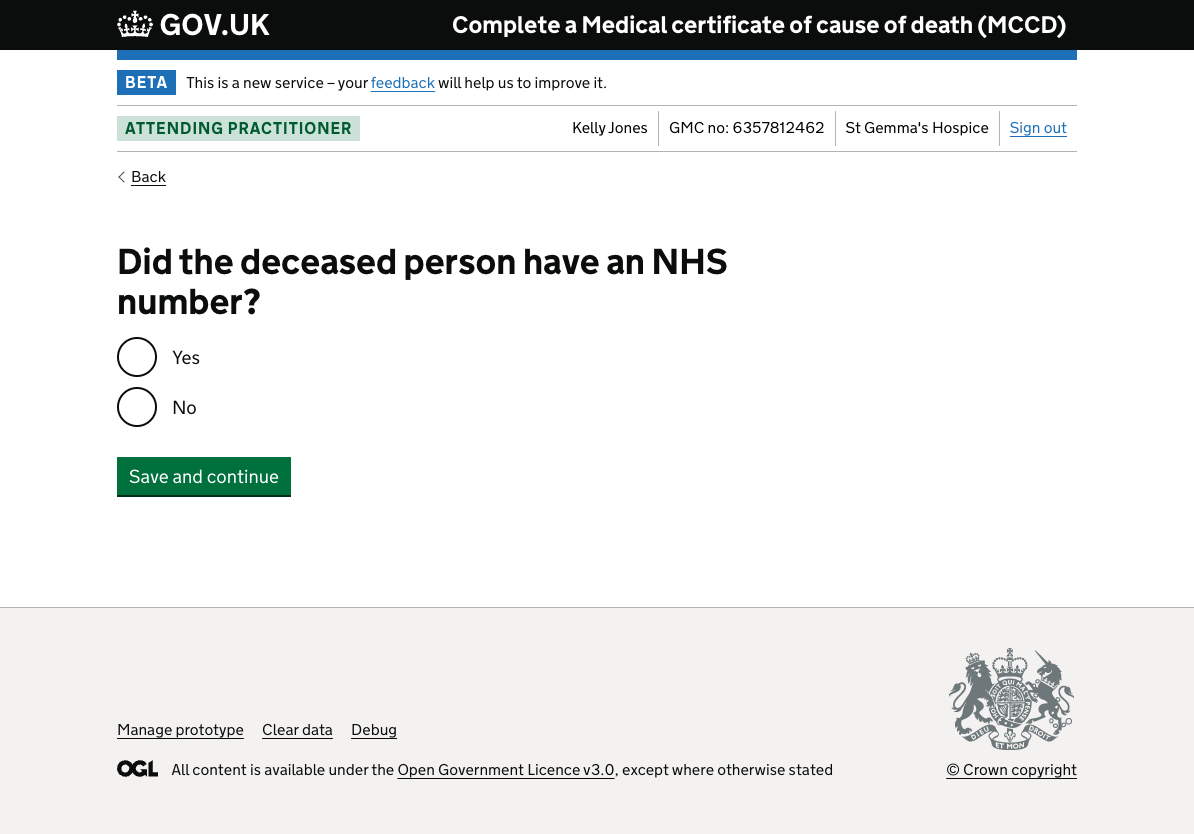 GOV.UK
Complete a Medical certificate of cause of death (MCCD)
BETA This is a new service – your feedback will help us to improve it.
ATTENDING PRACTITIONER
Kelly Jones GMC no: 6357812462 St Gemma's Hospice Sign out
Back
Did the deceased person have an NHS
number?
Yes
No
Save and continue
Manage prototype Clear data Debug
OGL All content is available under the Open Government Licence v3.0, except where otherwise stated
DIEU ET MON DROIT
© Crown copyright